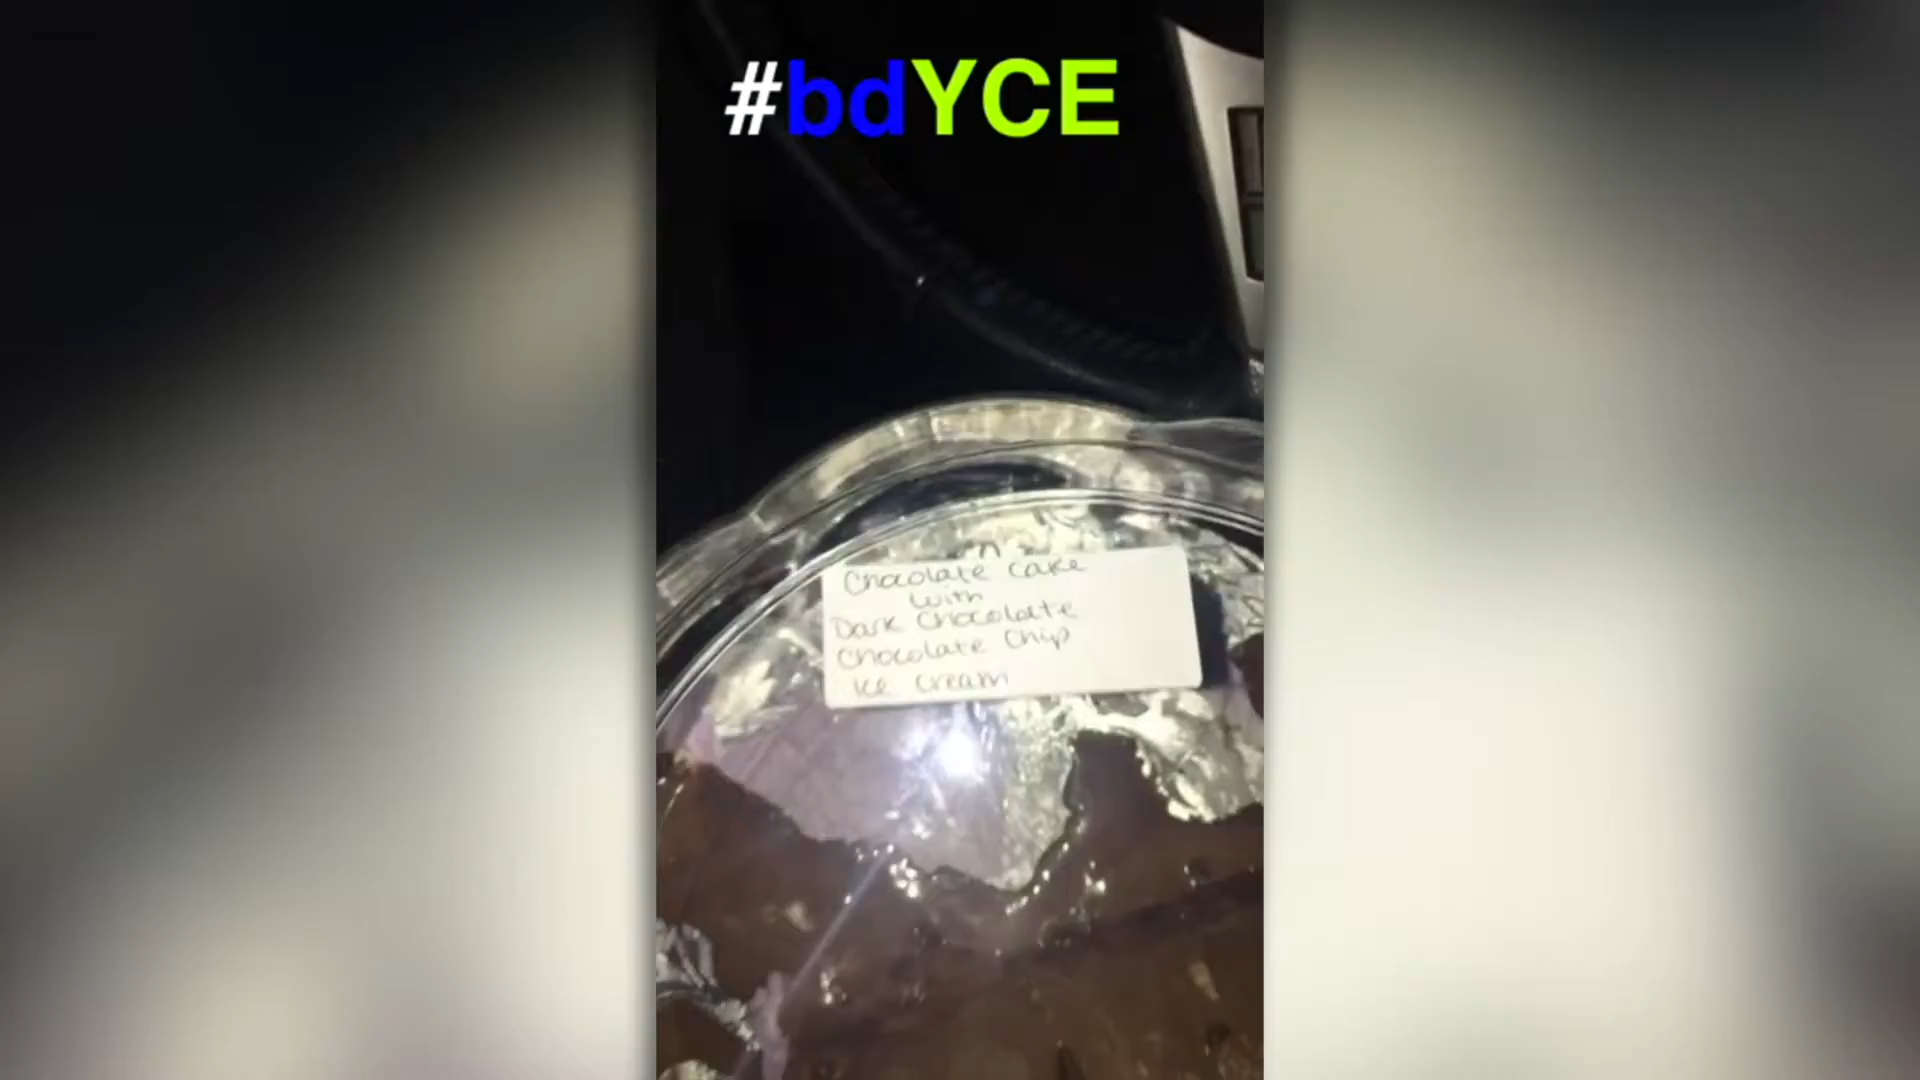 #bdYCE
Chocolate Cake
with
Dark Chocolate
Chocolate Chip
Ice Cream